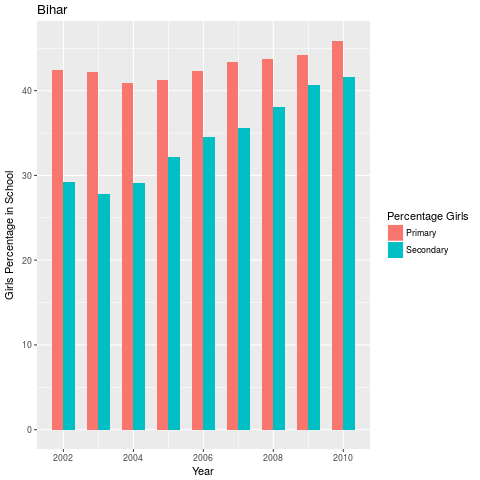 Bihar
Girls Percentage in School
40
30
20
10
0
2002 2004 2006 2008 2010
Year
Percentage Girls
Primary
Secondary